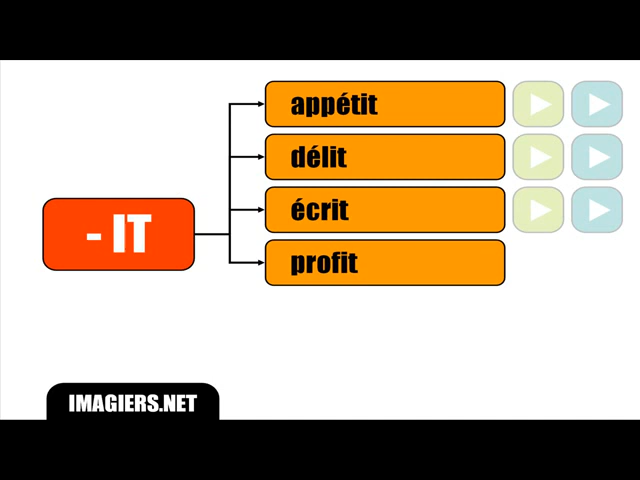 appétit
délit
écrit
- IT
profit
IMAGIERS.NET